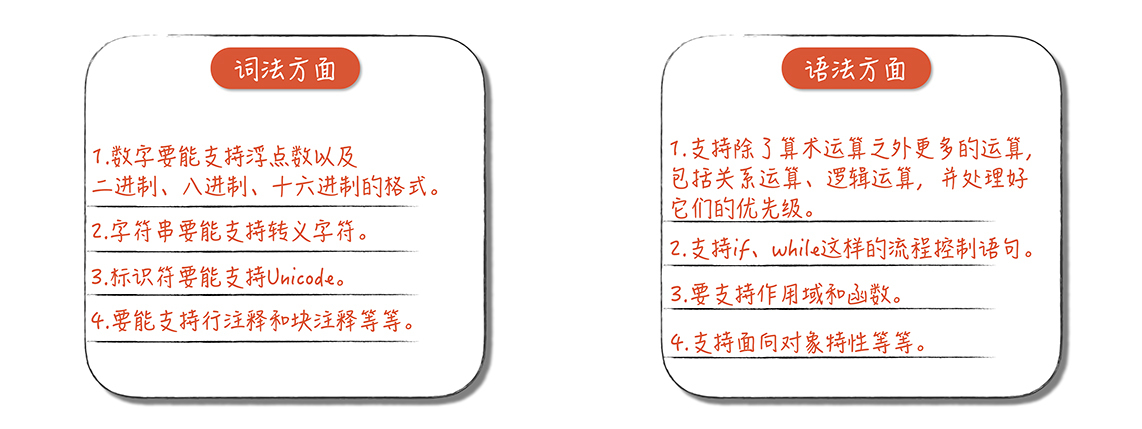 词法方面
1.数字要能支持浮点数以及
二进制、八进制、十六进制的格式。
2.字符串要能支持转义字符。
3.标识符要能支持Unicode。
4.要能支持行注释和块注释等等。
语法方面
1.支持除了算术运算之外更多的运算,
包括关系运算、逻辑运算,并处理好
它们的优先级。
2.支持if、while这样的流程控制语句。
3.要支持作用域和函数。
4.支持面向对象特性等等。